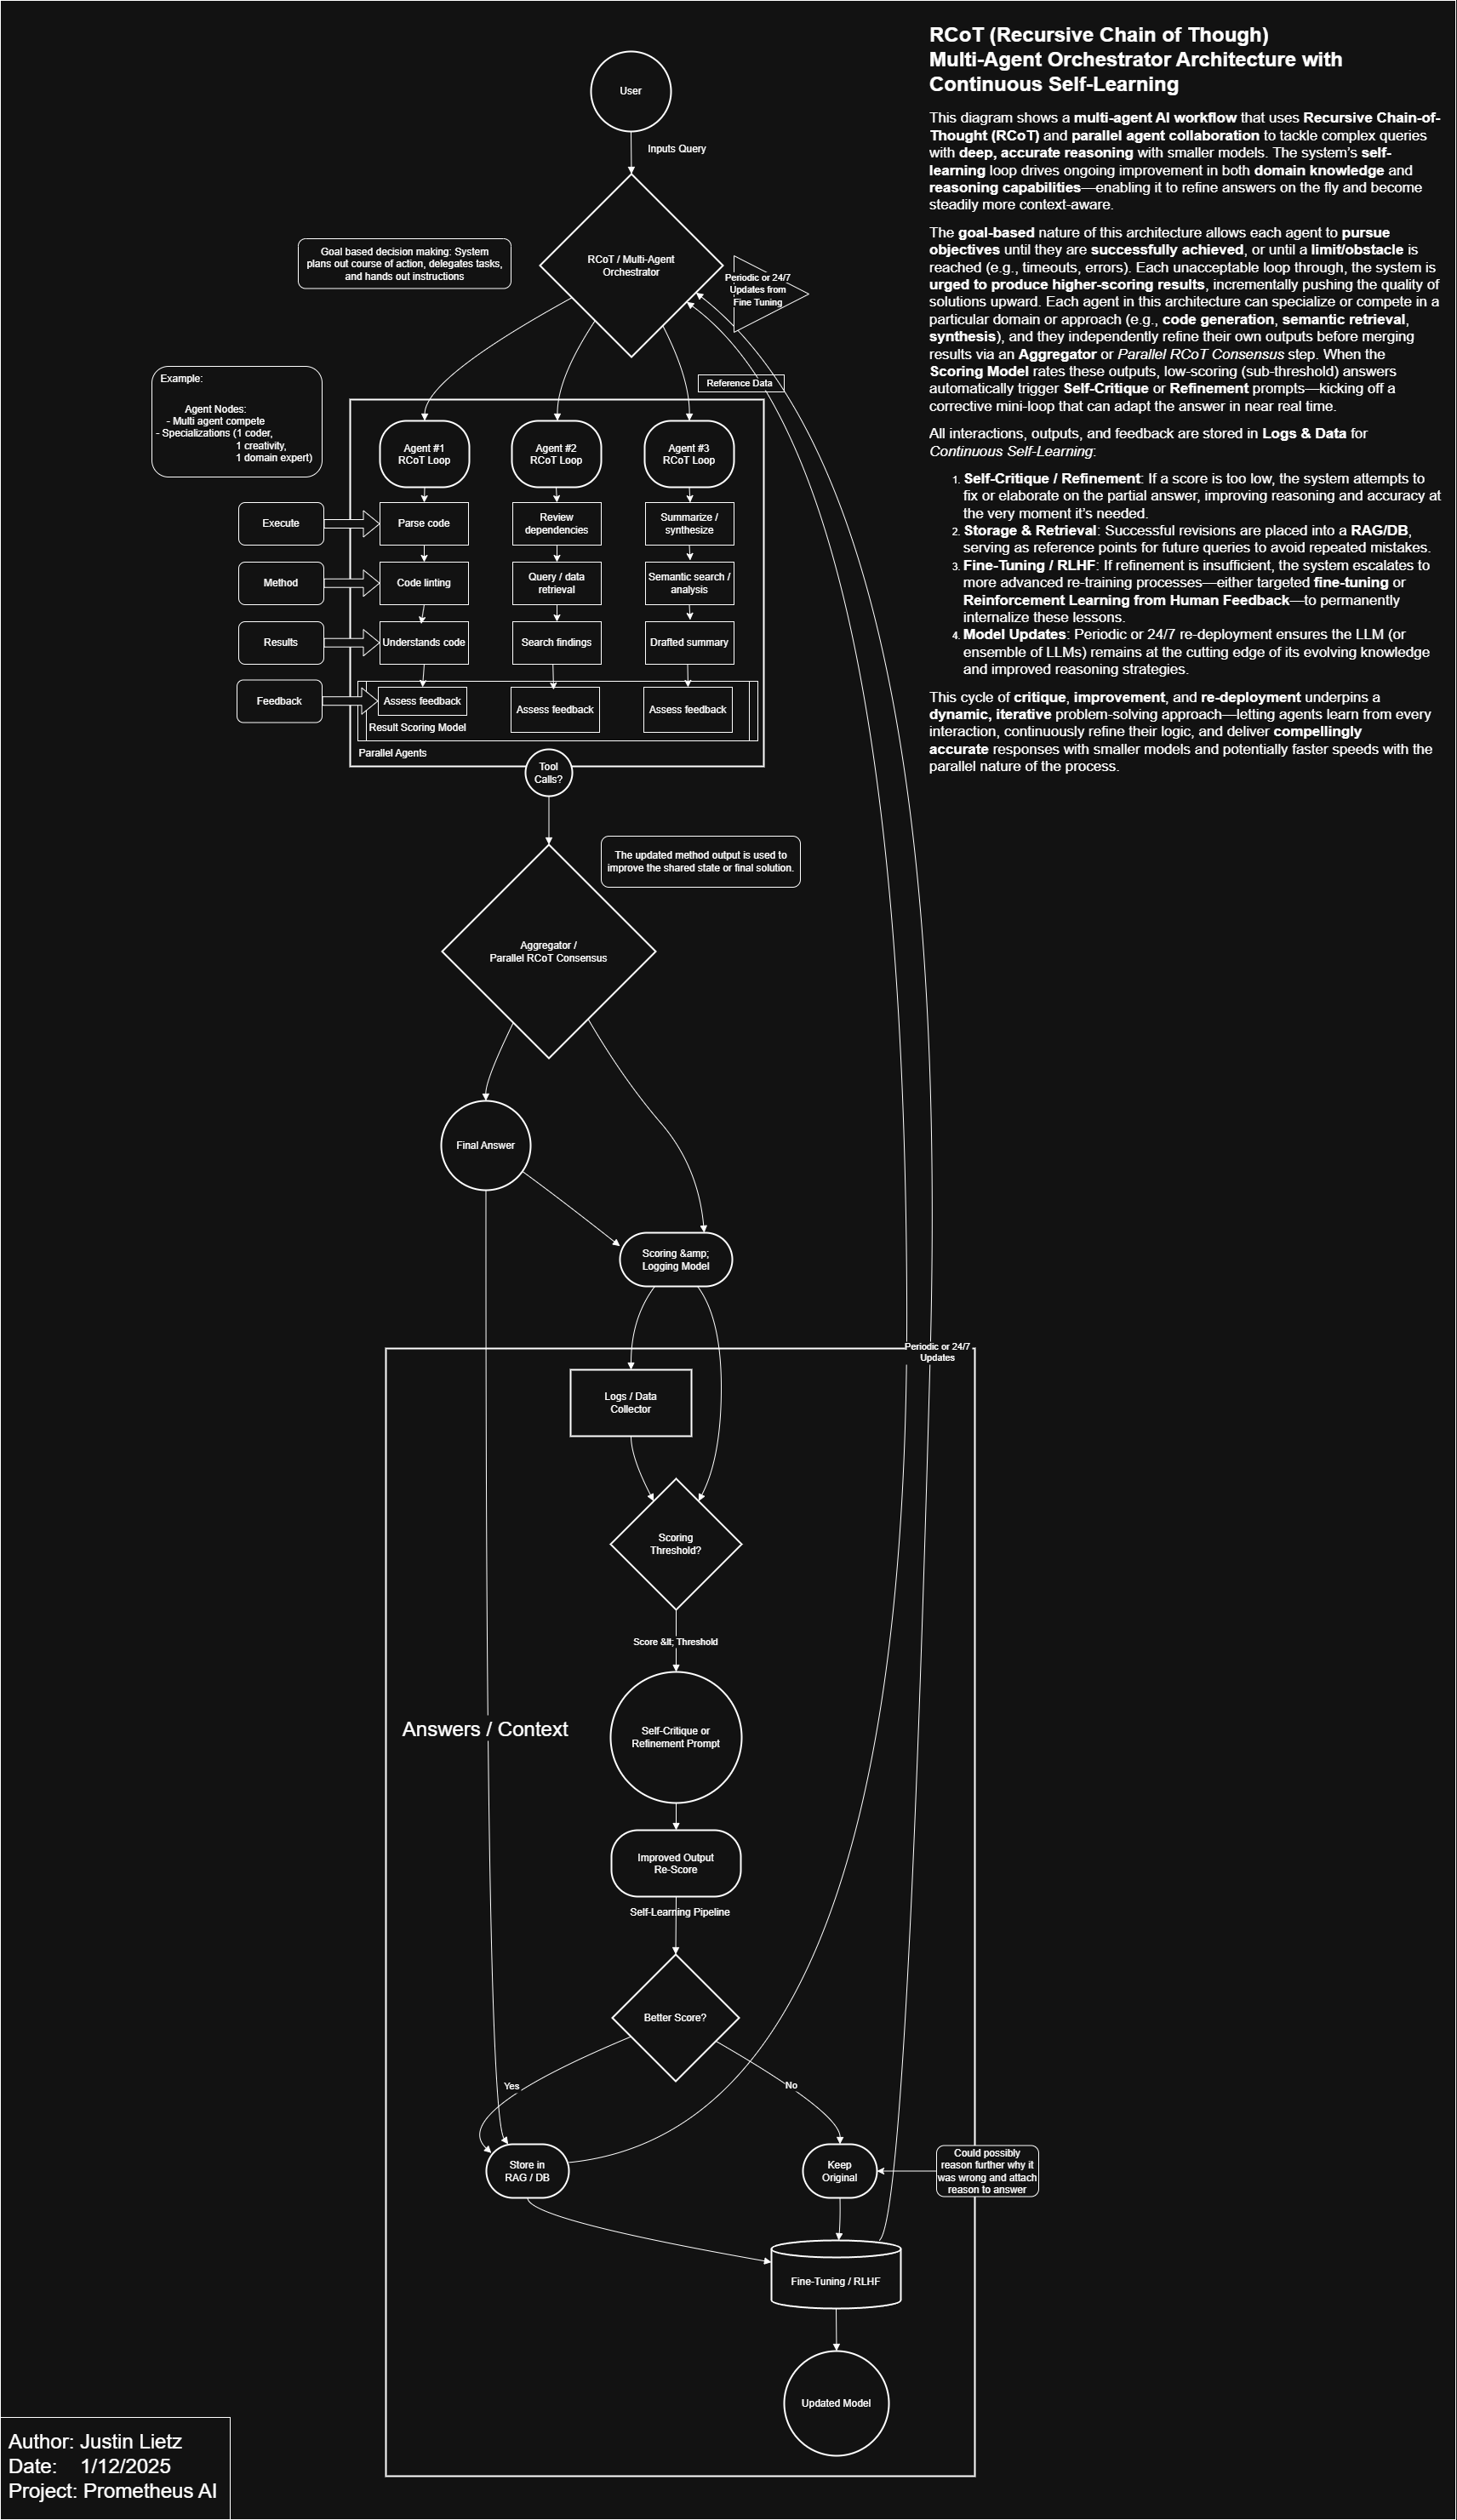 RCoT (Recursive Chain of Though)
Multi-Agent Orchestrator Architecture with
Continuous Self-Learning
This diagram shows a multi-agent AI workflow that uses Recursive Chain-of-
Thought (RCoT) and parallel agent collaboration to tackle complex queries
with deep, accurate reasoning with smaller models. The system's self-
learning loop drives ongoing improvement in both domain knowledge and
reasoning capabilities—enabling it to refine answers on the fly and become
steadily more context-aware.
The goal-based nature of this architecture allows each agent to pursue
objectives until they are successfully achieved, or until a limit/obstacle is
reached (e.g., timeouts, errors). Each unacceptable loop through, the system is
urged to produce higher-scoring results, incrementally pushing the quality of
solutions upward. Each agent in this architecture can specialize or compete in a
particular domain or approach (e.g., code generation, semantic retrieval,
synthesis), and they independently refine their own outputs before merging
results via an Aggregator or Parallel RCoT Consensus step. When the
Scoring Model rates these outputs, low-scoring (sub-threshold) answers
automatically trigger Self-Critique or Refinement prompts—kicking off a
corrective mini-loop that can adapt the answer in near real time.
All interactions, outputs, and feedback are stored in Logs & Data for
Continuous Self-Learning:
1. Self-Critique / Refinement: If a score is too low, the system attempts to
fix or elaborate on the partial answer, improving reasoning and accuracy at
the very moment it's needed.
2. Storage & Retrieval: Successful revisions are placed into a RAG/DB,
serving as reference points for future queries to avoid repeated mistakes.
3. Fine-Tuning / RLHF: If refinement is insufficient, the system escalates to
more advanced re-training processes—either targeted fine-tuning or
Reinforcement Learning from Human Feedback—to permanently
internalize these lessons.
4. Model Updates: Periodic or 24/7 re-deployment ensures the LLM (or
ensemble of LLMs) remains at the cutting edge of its evolving knowledge
and improved reasoning strategies.
This cycle of critique, improvement, and re-deployment underpins a
dynamic, iterative problem-solving approach—letting agents learn from every
interaction, continuously refine their logic, and deliver compellingly
accurate responses with smaller models and potentially faster speeds with the
parallel nature of the process.
User
Inputs Query
Goal based decision making: System
plans out course of action, delegates tasks,
and hands out instructions
RCoT / Multi-Agent
Orchestrator
Periodic or 24/7
Updates from
Fine Tuning
Reference Data
Example:
Agent Nodes:
- Multi agent compete
- Specializations (1 coder,
1 creativity,
1 domain expert)
Agent #1
RCoT Loop
Agent #2
RCoT Loop
Agent #3
RCoT Loop
Execute
Parse code
Review
dependencies
Summarize /
synthesize
Method
Code linting
Query / data
retrieval
Semantic search /
analysis
Results
Understands code
Search findings
Drafted summary
Feedback
Assess feedback
Assess feedback
Assess feedback
Result Scoring Model
Parallel Agents
Tool
Calls?
The updated method output is used to
improve the shared state or final solution.
Aggregator /
Parallel RCoT Consensus
Final Answer
Scoring &amp;
Logging Model
Periodic or 24/7
Updates
Logs / Data
Collector
Scoring
Threshold?
Score &lt; Threshold
Answers / Context
Self-Critique or
Refinement Prompt
Improved Output
Re-Score
Self-Learning Pipeline
Better Score?
Yes
No
Store in
RAG / DB
Keep
Original
Could possibly
reason further why it
was wrong and attach
reason to answer
Fine-Tuning / RLHF
Updated Model
Author: Justin Lietz
Date: 1/12/2025
Project: Prometheus AI